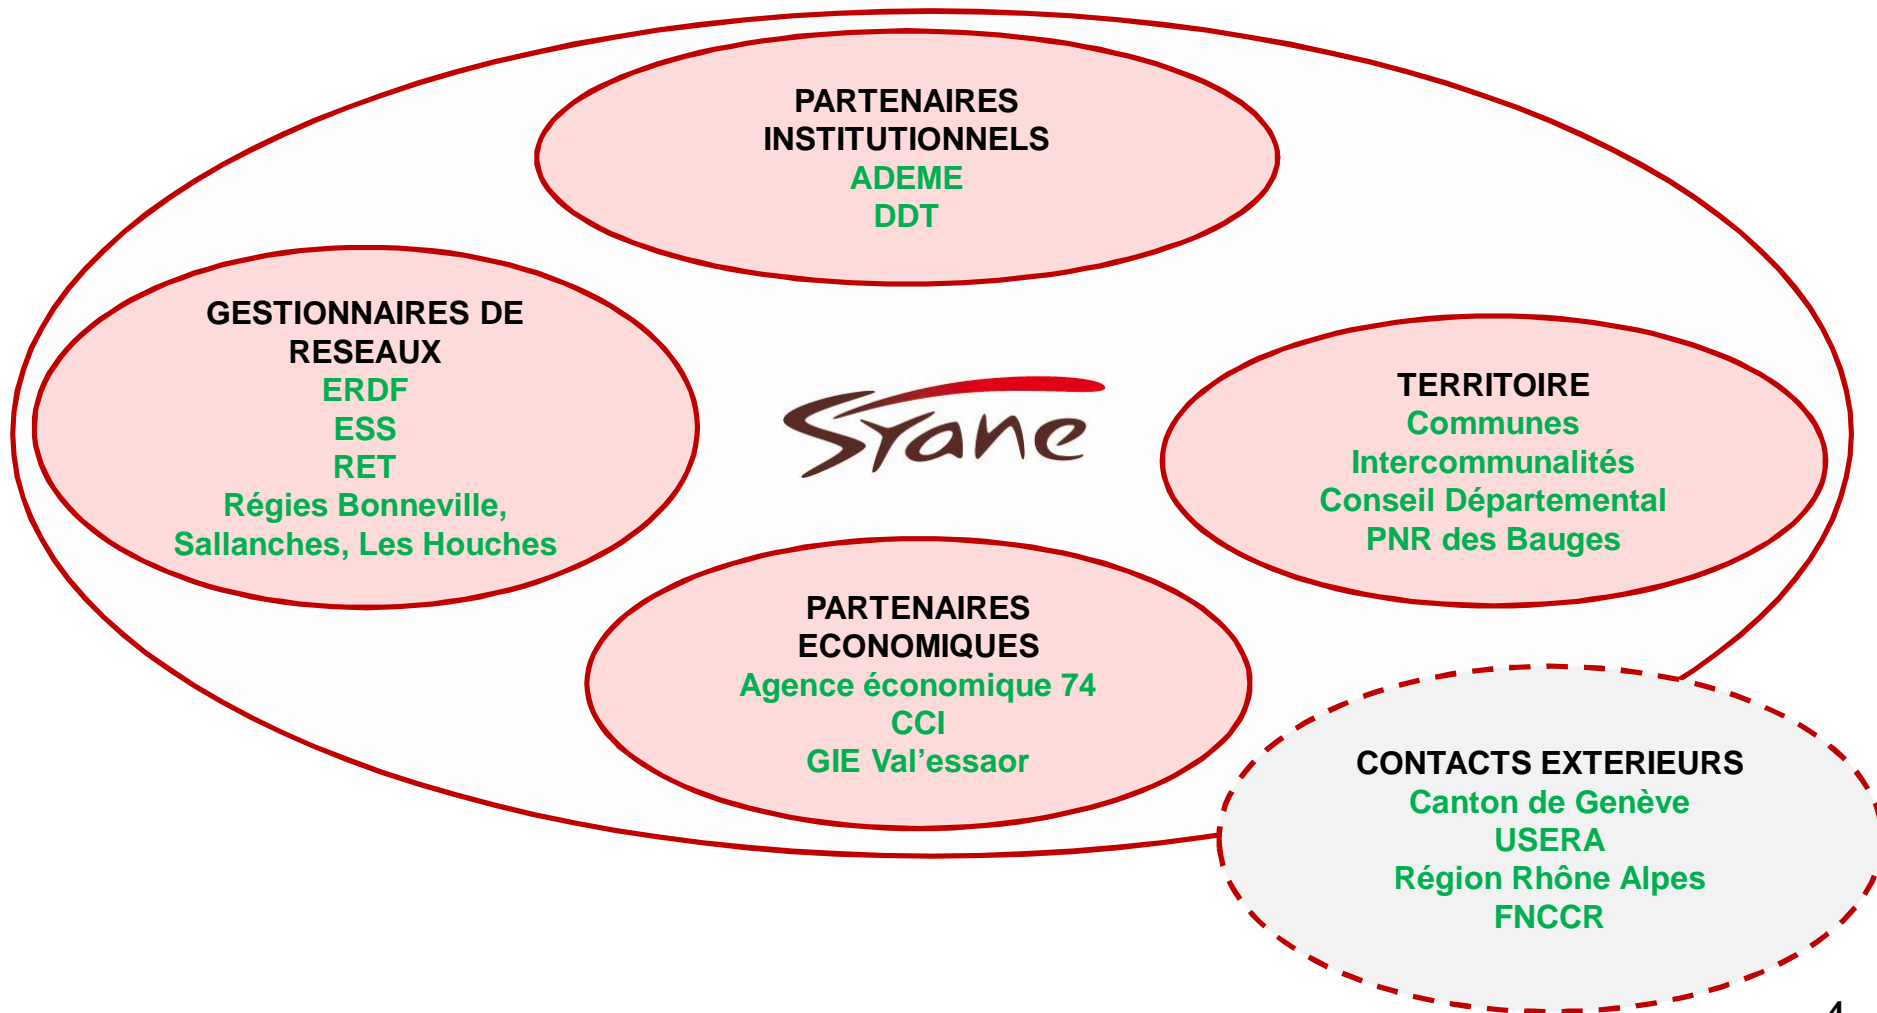 PARTENAIRES
INSTITUTIONNELS
ADEME
DDT
GESTIONNAIRES DE
RESEAUX
ERDF
ESS
RET
Régies Bonneville,
Sallanches, Les Houches
Syane
TERRITOIRE
Communes
Intercommunalités
Conseil Départemental
PNR des Bauges
PARTENAIRES
ECONOMIQUES
Agence économique 74
CCI
GIE Val’essaor
CONTACTS EXTERIEURS
Canton de Genève
USERA
Région Rhône Alpes
FNCCR
4